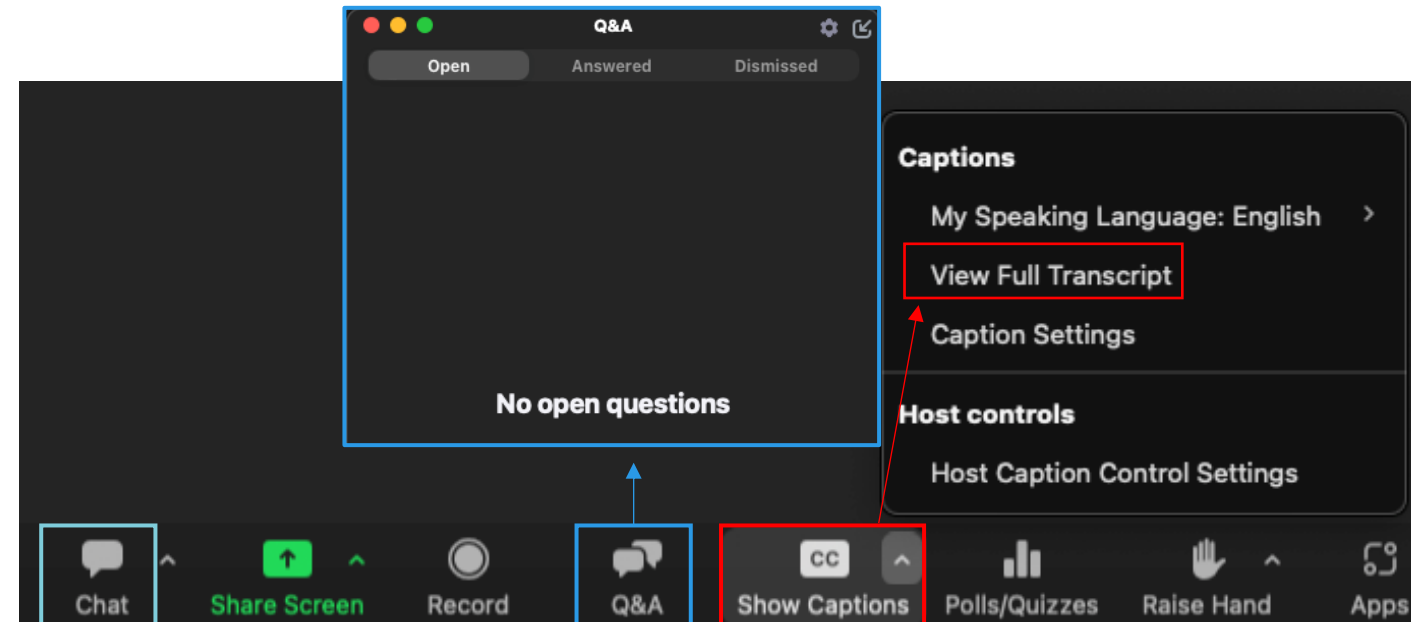 Q&A
Open Answered Dismissed
No open questions
Captions
My Speaking Language: English
View Full Transcript
Caption Settings
Host controls
Host Caption Control Settings
Chat Share Screen Record Q&A CC Show Captions Polls/Quizzes Raise Hand Apps